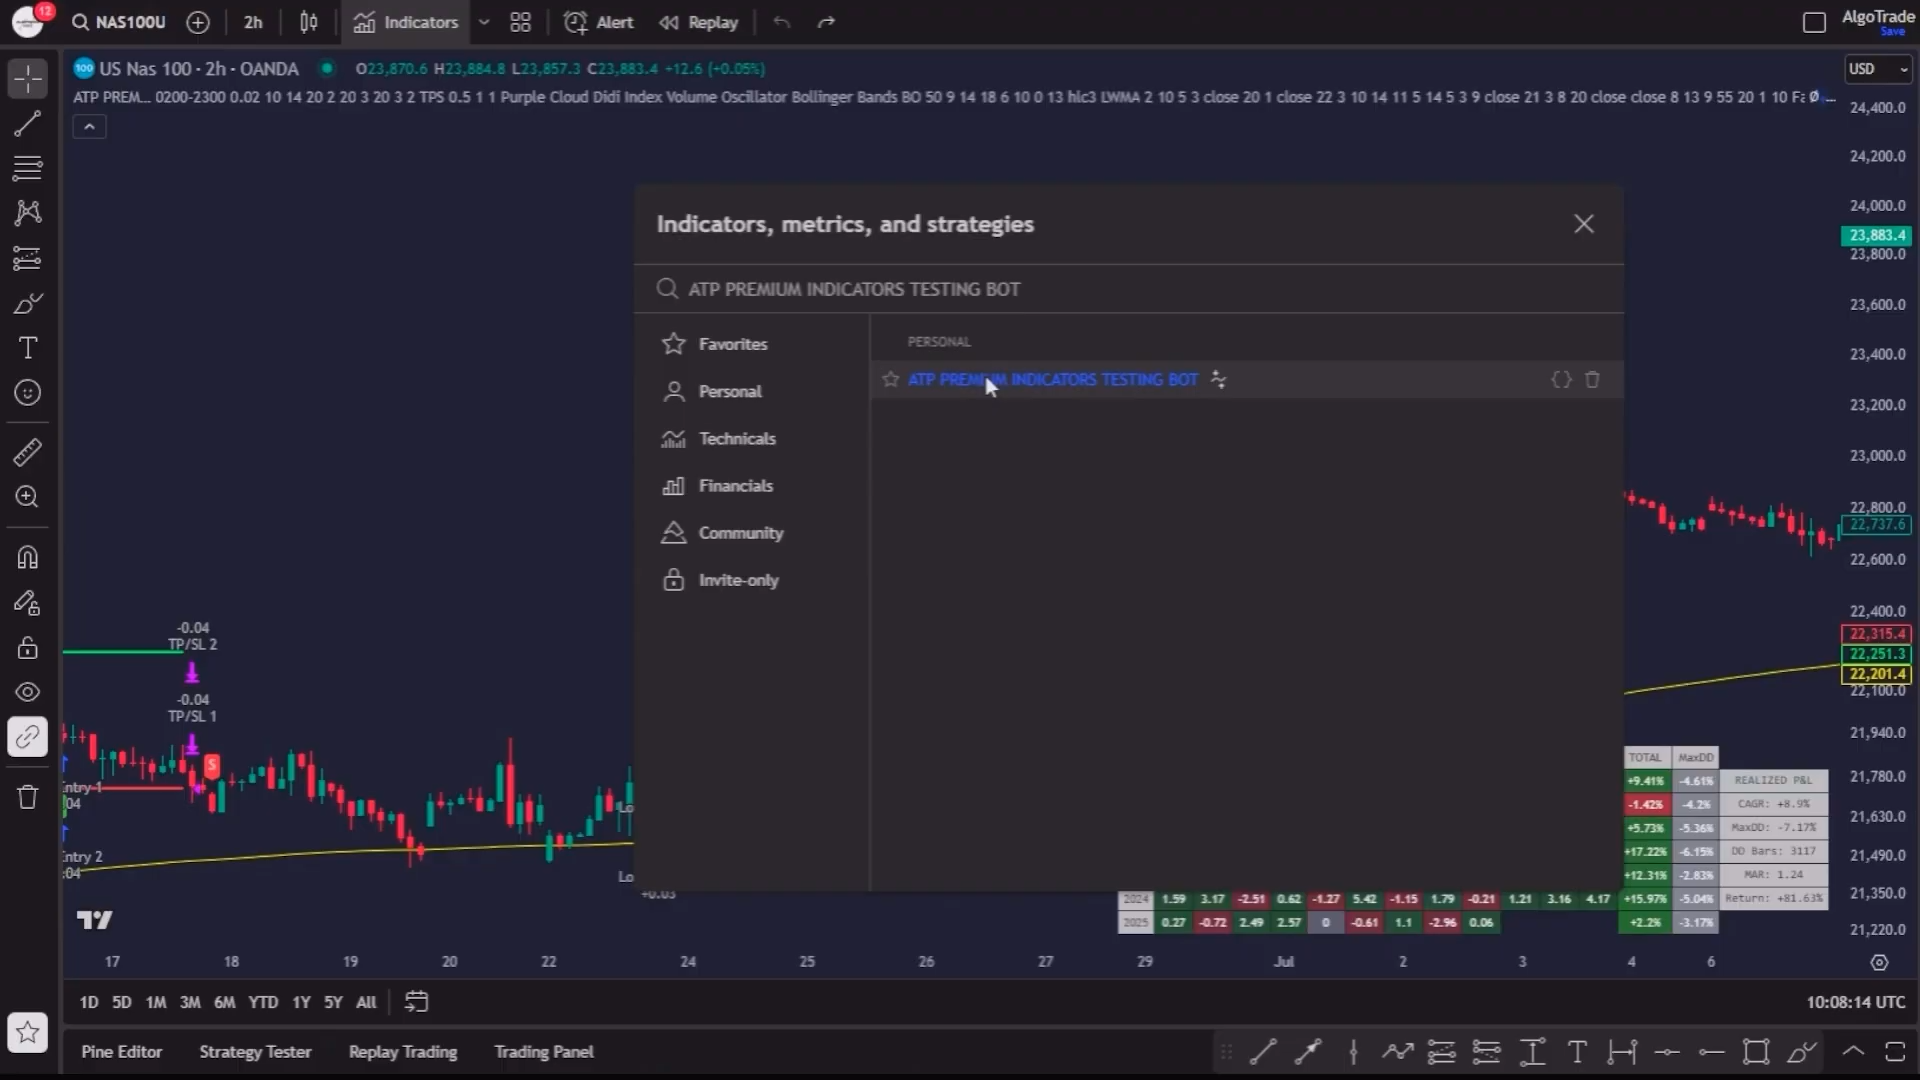 12
NAS100U
2h
Indicators
Alert
Replay
AlgoTrade
Save
100
US Nas 100 · 2h · OANDA
O23,870.6 H23,884.8 L23,857.3 C23,883.4 +12.6 (+0.05%)
USD
ATP PREM... 0200-2300 0.02 10 14 20 2 20 3 20 3 2 TPS 0.5 1 1 Purple Cloud Didi Index Volume Oscillator Bollinger Bands BO 50 9 14 18 6 10 0 13 hlc3 LWMA 2 10 5 3 close 20 1 close 22 3 10 14 11 5 14 5 3 9 close 21 3 8 20 close close 8 13 9 55 20 1 10 Fa
24,400.0
24,200.0
24,000.0
23,883.4
23,800.0
23,600.0
23,400.0
23,200.0
23,000.0
22,800.0
22,737.6
22,600.0
22,400.0
22,315.4
22,251.3
22,201.4
22,100.0
21,940.0
21,780.0
21,630.0
21,490.0
21,350.0
21,220.0
Indicators, metrics, and strategies
ATP PREMIUM INDICATORS TESTING BOT
Favorites
Personal
Technicals
Financials
Community
Invite-only
PERSONAL
ATP PREMIUM INDICATORS TESTING BOT
-0.04
TP/SL 2
-0.04
TP/SL 1
S
Entry 1
04
Entry 2
04
Lo
Lo
+0.03
TOTAL MaxDD
+9.41% -4.61% REALIZED P&L
-1.42% -4.2% CAGR: +8.9%
+5.73% -5.36% MaxDD: -7.17%
+17.22% -6.15% DD Bars: 3117
+12.31% -2.83% MAR: 1.24
2024 1.59 3.17 -2.51 0.62 -1.27 5.42 -1.15 1.79 -0.21 1.21 3.16 4.17 +15.97% -5.04% Return: +81.63%
2025 0.27 -0.72 2.49 2.57 0 -0.61 1.1 -2.96 0.06 +2.2% -3.17%
17 18 19 20 22 24 25 26 27 29 Jul 2 3 4 6
1D 5D 1M 3M 6M YTD 1Y 5Y All
10:08:14 UTC
Pine Editor Strategy Tester Replay Trading Trading Panel